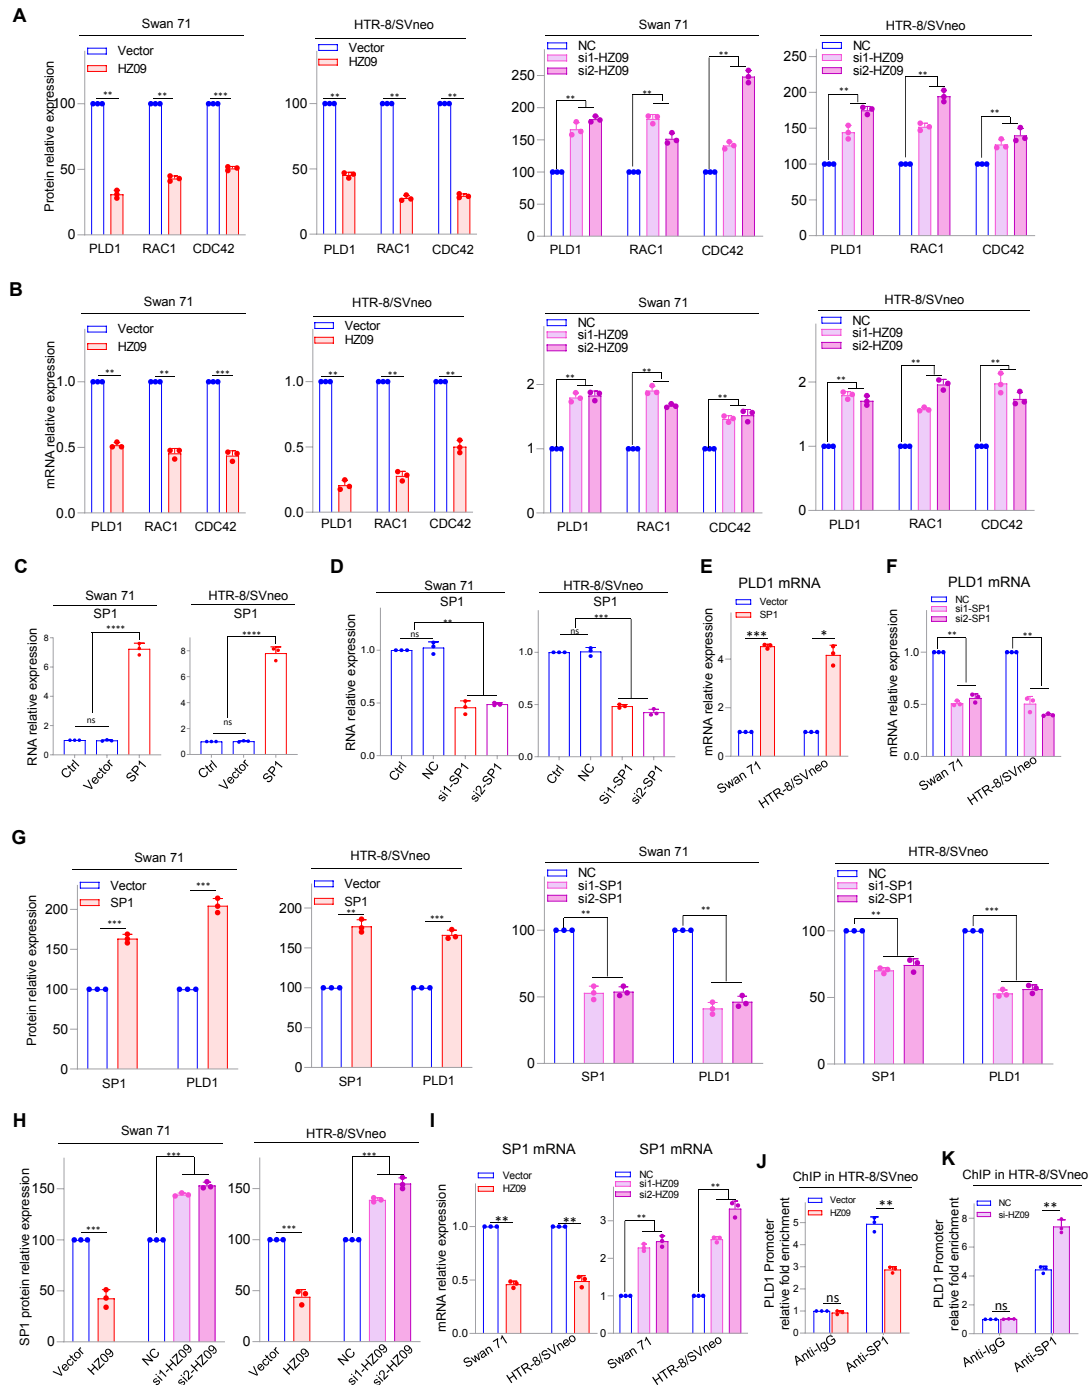 A
Swan 71
Vector
HZ09
Protein relative expression
100
50
0
** ** ***
PLD1 RAC1 CDC42
HTR-8/SVneo
Vector
HZ09
100
50
0
** ** **
PLD1 RAC1 CDC42
Swan 71
NC
si1-HZ09
si2-HZ09
250
200
150
100
50
** ** **
PLD1 RAC1 CDC42
HTR-8/SVneo
NC
si1-HZ09
si2-HZ09
250
200
150
100
50
0
** ** **
PLD1 RAC1 CDC42
B
Swan 71
Vector
HZ09
mRNA relative expression
1.0
0.5
0.0
** ** ***
PLD1 RAC1 CDC42
HTR-8/SVneo
Vector
HZ09
1.0
0.5
0.0
** ** **
PLD1 RAC1 CDC42
Swan 71
NC
si1-HZ09
si2-HZ09
2
1
0
** ** **
PLD1 RAC1 CDC42
HTR-8/SVneo
NC
si1-HZ09
si2-HZ09
2
1
0
** ** **
PLD1 RAC1 CDC42
C
Swan 71
SP1
RNA relative expression
8
6
4
2
0
ns ****
Ctrl Vector SP1
HTR-8/SVneo
SP1
8
6
4
2
0
ns ****
Ctrl Vector SP1
D
Swan 71
SP1
RNA relative expression
1.0
0.5
0.0
ns **
Ctrl NC si1-SP1 si2-SP1
HTR-8/SVneo
SP1
1.0
0.5
0.0
ns ***
Ctrl NC Si1-SP1 si2-SP1
E
PLD1 mRNA
Vector
SP1
mRNA relative expression
4
2
0
*** *
Swan 71 HTR-8/SVneo
F
PLD1 mRNA
NC
si1-SP1
si2-SP1
mRNA relative expression
1.0
0.5
0.0
** **
Swan 71 HTR-8/SVneo
G
Swan 71
Vector
SP1
Protein relative expression
200
150
100
50
*** ***
SP1 PLD1
HTR-8/SVneo
Vector
SP1
200
150
100
50
0
** ***
SP1 PLD1
Swan 71
NC
si1-SP1
si2-SP1
100
50
0
** **
SP1 PLD1
HTR-8/SVneo
NC
si1-SP1
si2-SP1
100
50
0
** ***
SP1 PLD1
H
Swan 71
SP1 protein relative expression
150
100
50
0
*** ***
Vector HZ09 NC si1-HZ09 si2-HZ09
HTR-8/SVneo
150
100
50
0
*** ***
Vector HZ09 NC si1-HZ09 si2-HZ09
I
SP1 mRNA
Vector
HZ09
mRNA relative expression
1.0
0.5
0.0
** **
Swan 71 HTR-8/SVneo
SP1 mRNA
NC
si1-HZ09
si2-HZ09
3
2
1
0
** **
Swan 71 HTR-8/SVneo
J
ChIP in HTR-8/SVneo
Vector
HZ09
PLD1 Promoter
relative fold enrichment
5
4
3
2
1
0
ns **
Anti-IgG Anti-SP1
K
ChIP in HTR-8/SVneo
NC
si-HZ09
PLD1 Promoter
relative fold enrichment
8
6
4
2
0
ns **
Anti-IgG Anti-SP1